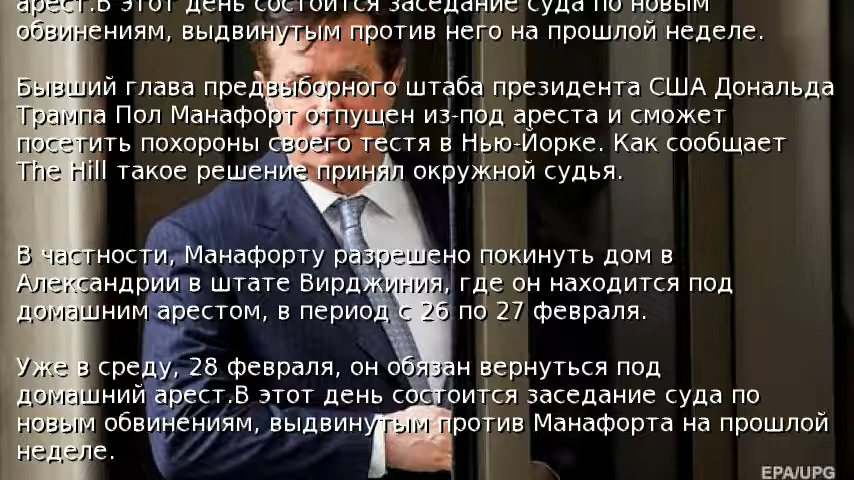 арест.В этот день состоится заседание суда по новым
обвинениям, выдвинутым против него на прошлой неделе.
Бывший глава предвыборного штаба президента США Дональда
Трампа Пол Манафорт отпущен из-под ареста и сможет
посетить похороны своего тестя в Нью-Йорке. Как сообщает
The Hill такое решение принял окружной судья.
В частности, Манафорту разрешено покинуть дом в
Александрии в штате Вирджиния, где он находится под
домашним арестом, в период с 26 по 27 февраля.
Уже в среду, 28 февраля, он обязан вернуться под
домашний арест.В этот день состоится заседание суда по
новым обвинениям, выдвинутым против Манафорта на прошлой
неделе.
EPA/UPG